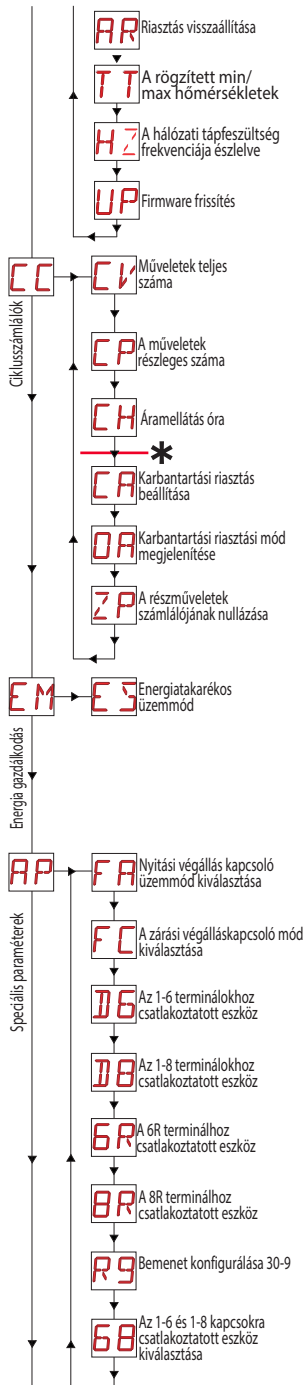 AR
Riasztás visszaállítása
TT
A rögzített min/
max hőmérsékletek
HZ
A hálózati tápfeszültség
frekvenciája észlelve
UP
Firmware frissítés
Ciklusszámlálók
CC
CV
Műveletek teljes
száma
CP
A műveletek
részleges száma
CH
Áramellátás óra
*
CA
Karbantartási riasztás
beállítása
OA
Karbantartási riasztási mód
megjelenítése
ZP
A részműveletek
számlálójának nullázása
Energia gazdálkodás
EM
ES
Energiatakarékos
üzemmód
Speciális paraméterek
AP
FA
Nyitási végállás kapcsoló
üzemmód kiválasztása
FC
A zárási végálláskapcsoló mód
kiválasztása
D6
Az 1-6 terminálokhoz
csatlakoztatott eszköz
D8
Az 1-8 terminálokhoz
csatlakoztatott eszköz
6R
A 6R terminálhoz
csatlakoztatott eszköz
8R
A 8R terminálhoz
csatlakoztatott eszköz
R9
Bemenet konfigurálása 30-9
68
Az 1-6 és 1-8 kapcsokra
csatlakoztatott eszköz
kiválasztása